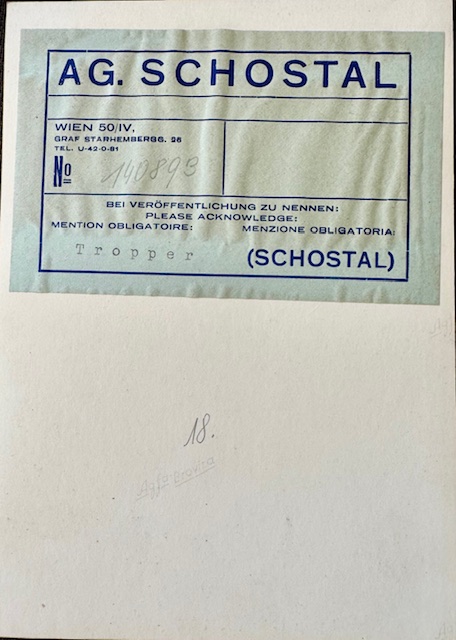 AG. SCHOSTAL
WIEN 50/IV,
GRAF STARHEMBERGG. 26
TEL. U-42-0-81
No 140893
BEI VERÖFFENTLICHUNG ZU NENNEN:
PLEASE ACKNOWLEDGE:
MENTION OBLIGATOIRE: MENZIONE OBLIGATORIA:
Tropper (SCHOSTAL)
18.
Agfa Brovira